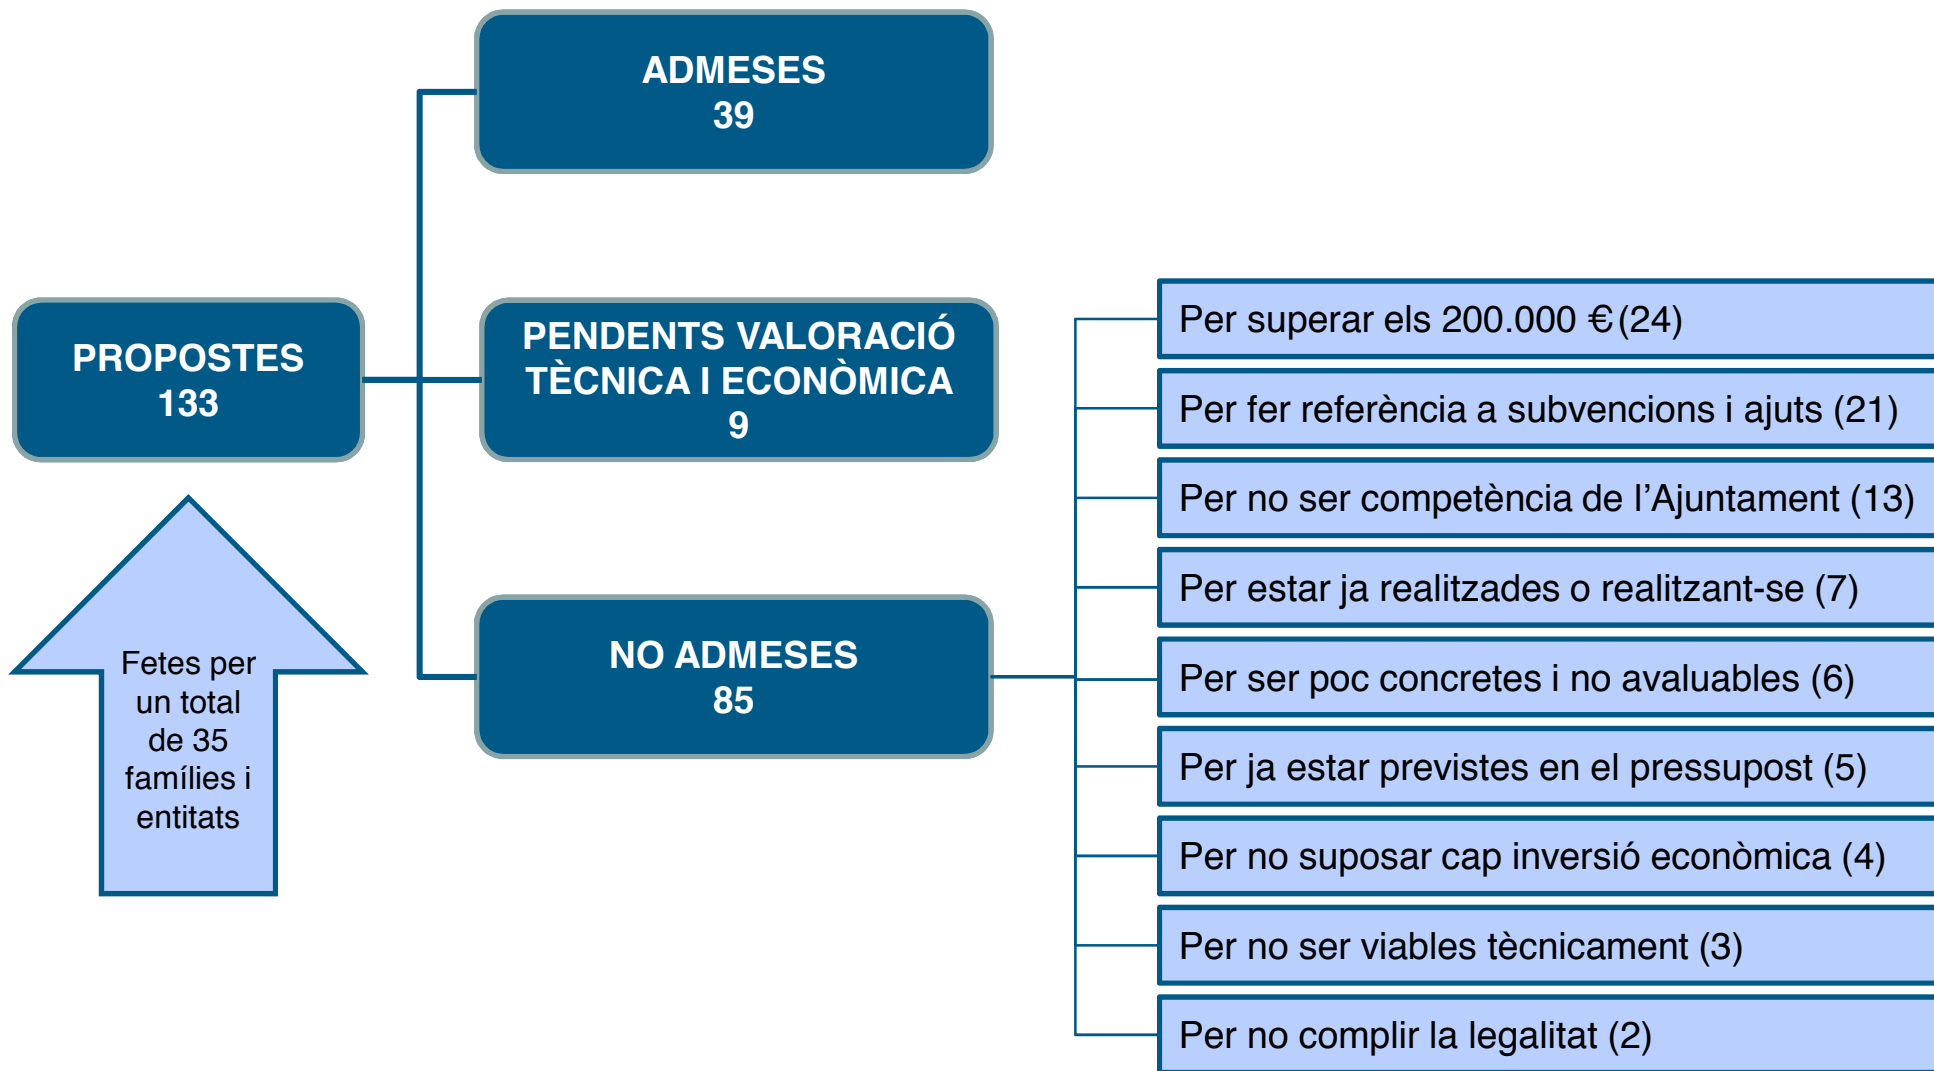 ADMESES
39
PROPOSTES
133
PENDENTS VALORACIÓ
TÈCNICA I ECONÒMICA
9
NO ADMESES
85
Fetes per
un total
de 35
famílies i
entitats
Per superar els 200.000 € (24)
Per fer referència a subvencions i ajuts (21)
Per no ser competència de l’Ajuntament (13)
Per estar ja realitzades o realitzant-se (7)
Per ser poc concretes i no avaluables (6)
Per ja estar previstes en el pressupost (5)
Per no suposar cap inversió econòmica (4)
Per no ser viables tècnicament (3)
Per no complir la legalitat (2)